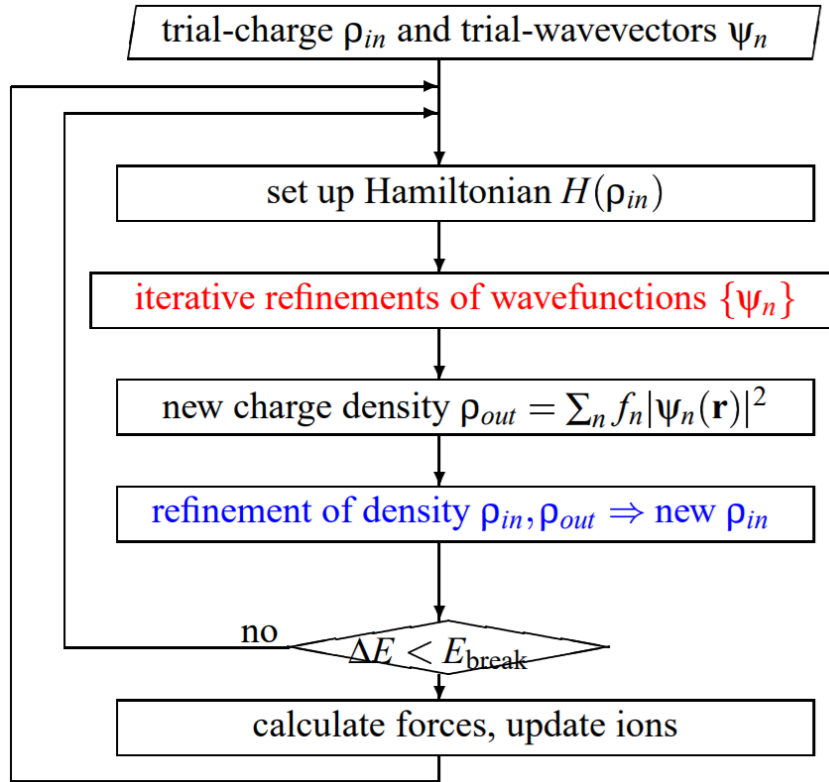 trial-charge ρ_in and trial-wavevectors ψ_n
set up Hamiltonian H(ρ_in)
iterative refinements of wavefunctions {ψ_n}
new charge density ρ_out = ∑_n f_n|ψ_n(r)|²
refinement of density ρ_in, ρ_out ⇒ new ρ_in
no
ΔE < E_break
calculate forces, update ions